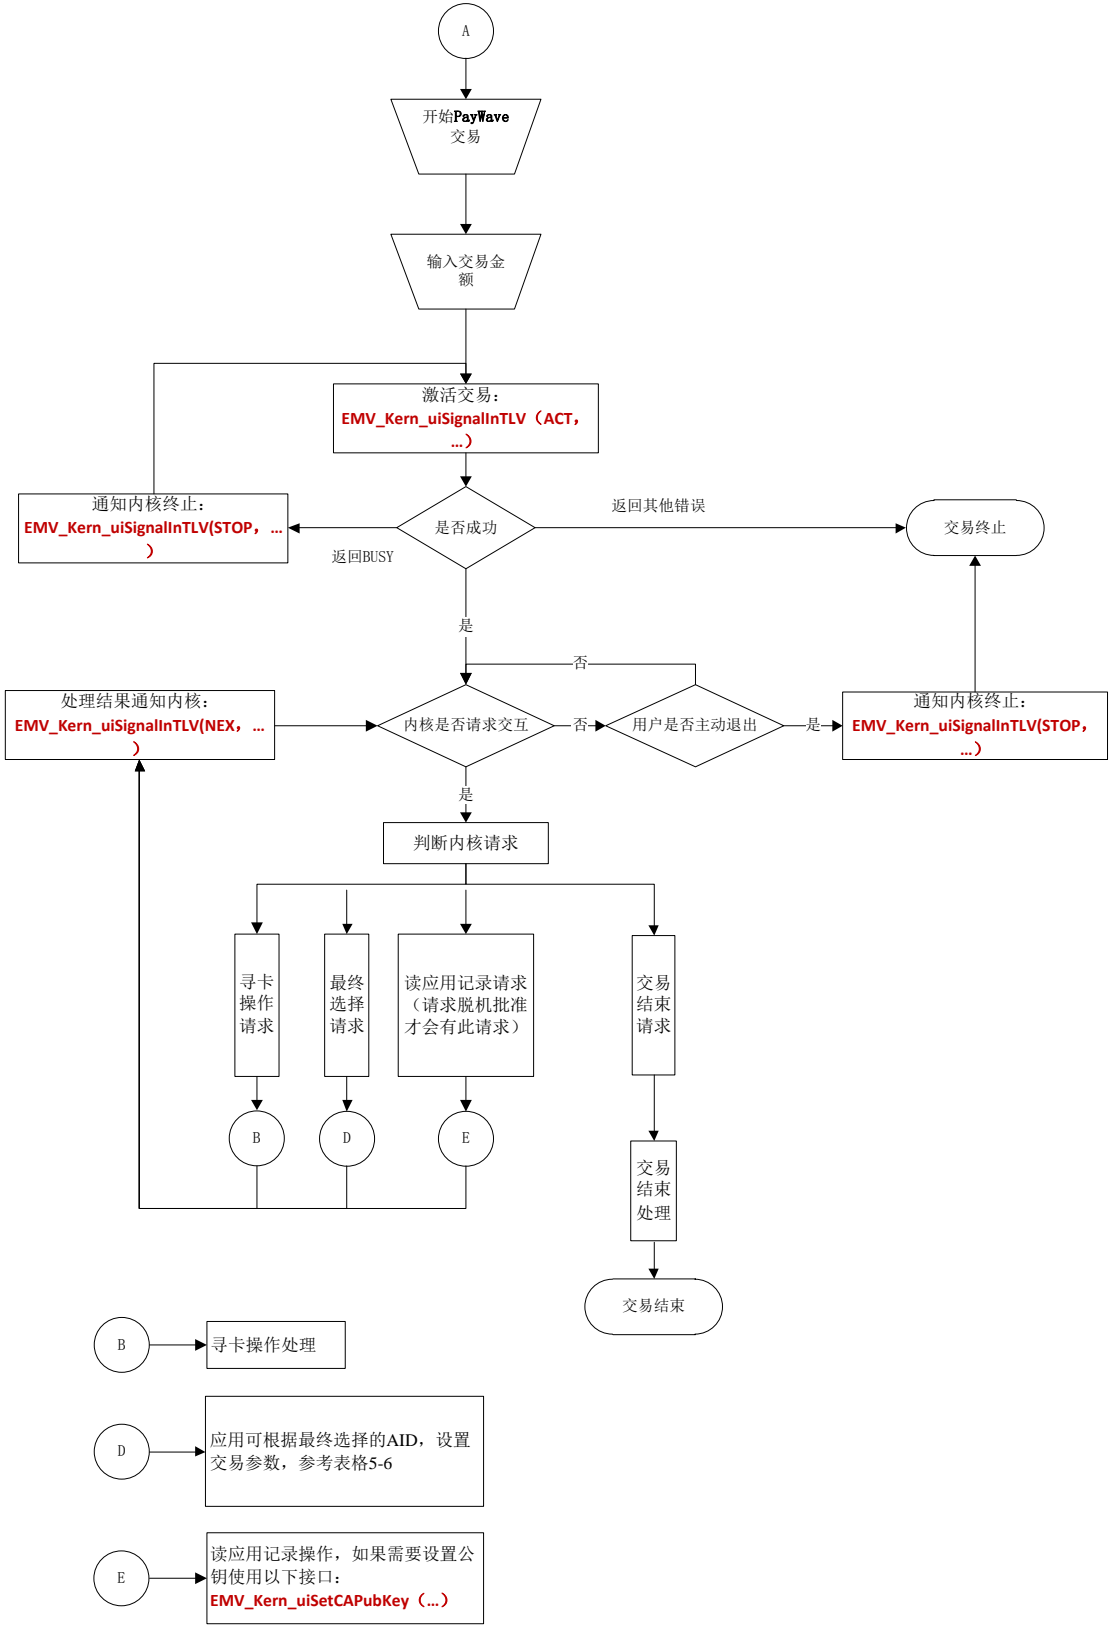 A
开始PayWave
交易
输入交易金
额
激活交易：
EMV_Kern_uiSignalInTLV（ACT，
…）
通知内核终止：
EMV_Kern_uiSignalInTLV(STOP，…
）
是否成功
返回其他错误
交易终止
返回BUSY
是
否
处理结果通知内核：
EMV_Kern_uiSignalInTLV(NEX，…
）
内核是否请求交互
否
用户是否主动退出
是
通知内核终止：
EMV_Kern_uiSignalInTLV(STOP，
…）
是
判断内核请求
寻卡
操作
请求
最终
选择
请求
读应用记录请求
（请求脱机批准
才会有此请求）
交易
结束
请求
B
D
E
交易
结束
处理
交易结束
B
寻卡操作处理
D
应用可根据最终选择的AID，设置
交易参数，参考表格5-6
E
读应用记录操作，如果需要设置公
钥使用以下接口：
EMV_Kern_uiSetCAPubKey（…）